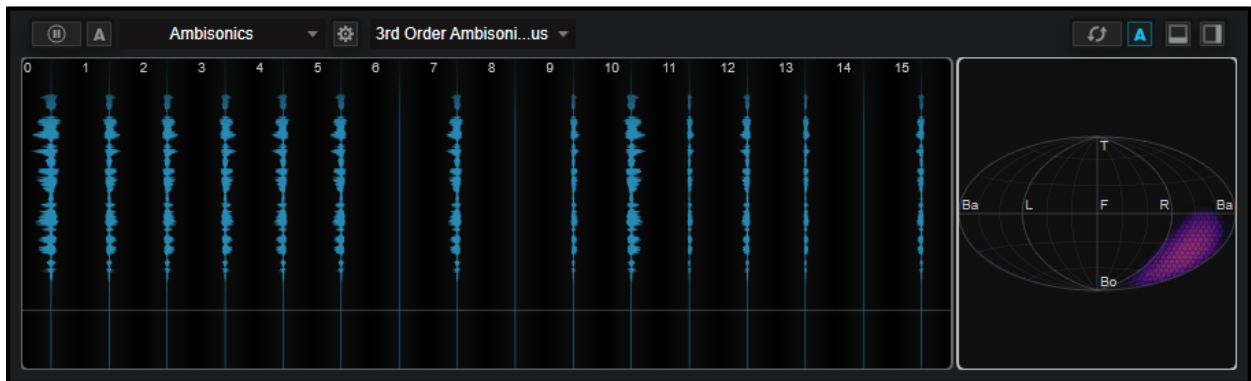 A Ambisonics 3rd Order Ambisoni...us A
0 1 2 3 4 5 6 7 8 9 10 11 12 13 14 15
T
Ba L F R Ba
Bo